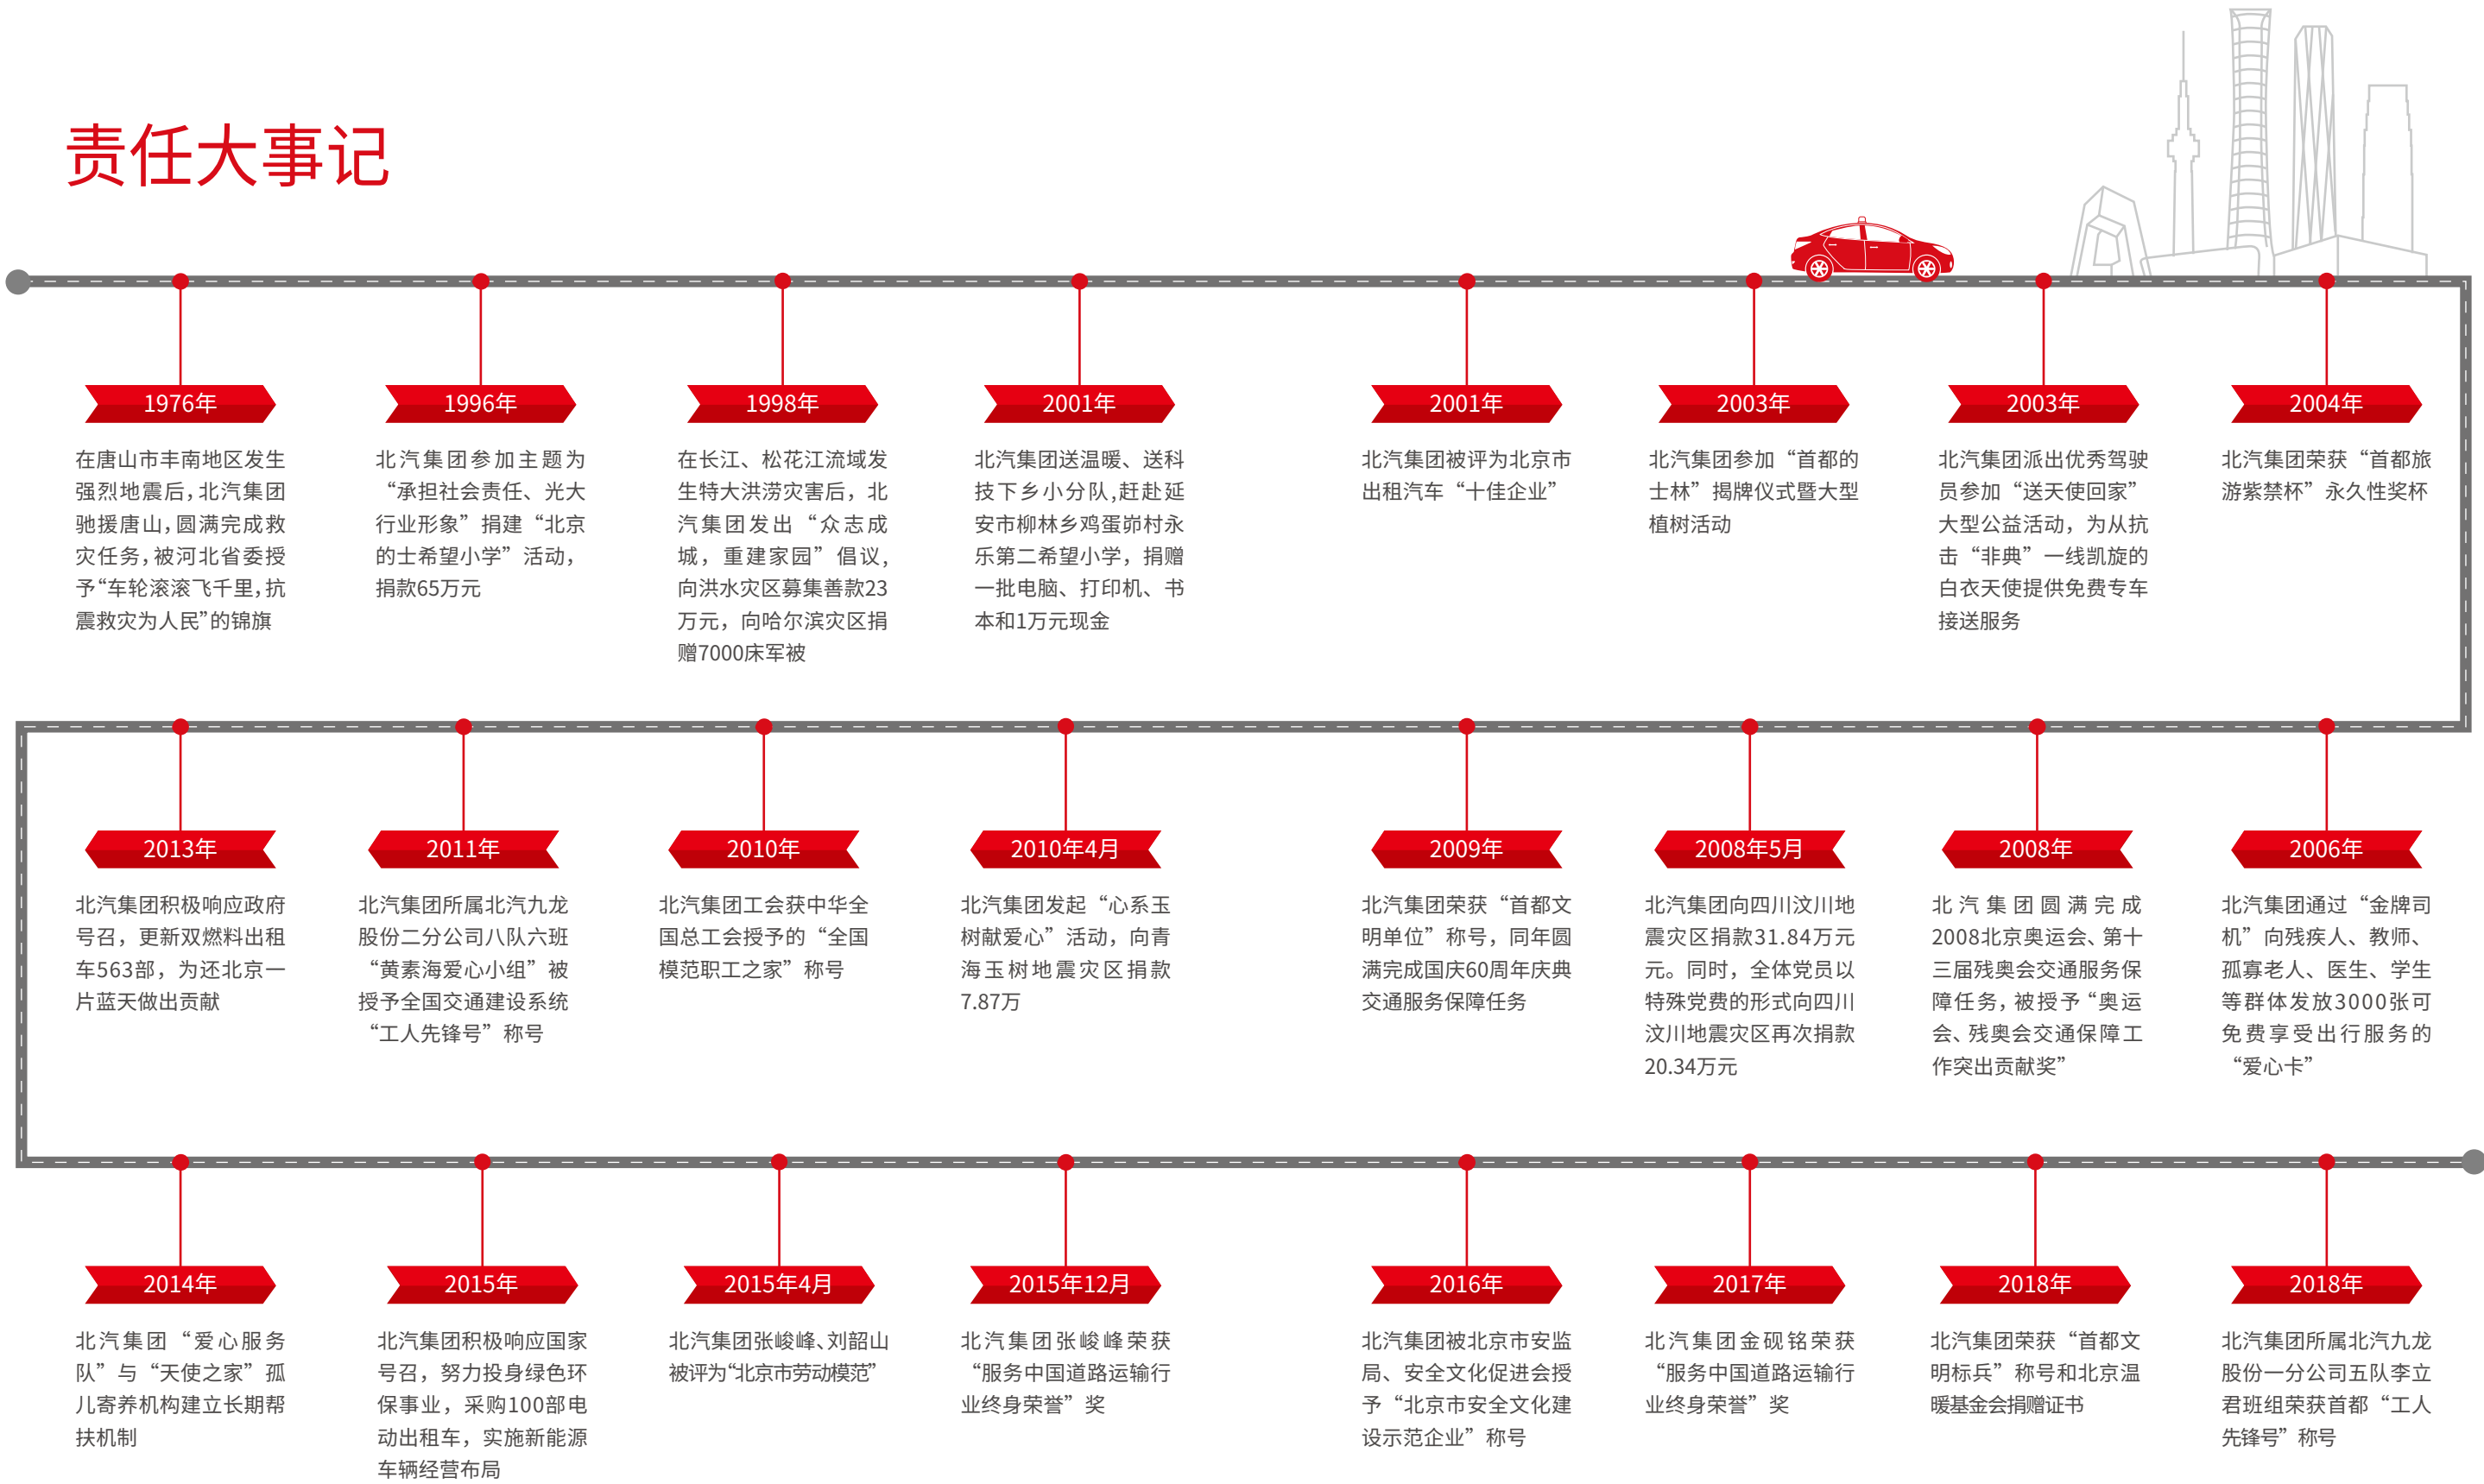 责任大事记
1976年
在唐山市丰南地区发生
强烈地震后，北汽集团
驰援唐山，圆满完成救
灾任务，被河北省委授
予“车轮滚滚飞千里，抗
震救灾为人民”的锦旗
1996年
北汽集团参加主题为
“承担社会责任、光大
行业形象”捐建“北京
的士希望小学”活动，
捐款65万元
1998年
在长江、松花江流域发
生特大洪涝灾害后，北
汽集团发出“众志成
城，重建家园”倡议，
向洪水灾区募集善款23
万元，向哈尔滨灾区捐
赠7000床军被
2001年
北汽集团送温暖、送科
技下乡小分队,赶赴延
安市柳林乡鸡蛋峁村永
乐第二希望小学，捐赠
一批电脑、打印机、书
本和1万元现金
2001年
北汽集团被评为北京市
出租汽车“十佳企业”
2003年
北汽集团参加“首都的
士林”揭牌仪式暨大型
植树活动
2003年
北汽集团派出优秀驾驶
员参加“送天使回家”
大型公益活动，为从抗
击“非典”一线凯旋的
白衣天使提供免费专车
接送服务
2004年
北汽集团荣获“首都旅
游紫禁杯”永久性奖杯
2006年
北汽集团通过“金牌司
机”向残疾人、教师、
孤寡老人、医生、学生
等群体发放3000张可
免费享受出行服务的
“爱心卡”
2008年
北汽集团圆满完成
2008北京奥运会、第十
三届残奥会交通服务保
障任务，被授予“奥运
会、残奥会交通保障工
作突出贡献奖”
2008年5月
北汽集团向四川汶川地
震灾区捐款31.84万元
元。同时，全体党员以
特殊党费的形式向四川
汶川地震灾区再次捐款
20.34万元
2009年
北汽集团荣获“首都文
明单位”称号，同年圆
满完成国庆60周年庆典
交通服务保障任务
2010年4月
北汽集团发起“心系玉
树献爱心”活动，向青
海玉树地震灾区捐款
7.87万
2010年
北汽集团工会获中华全
国总工会授予的“全国
模范职工之家”称号
2011年
北汽集团所属北汽九龙
股份二分公司八队六班
“黄素海爱心小组”被
授予全国交通建设系统
“工人先锋号”称号
2013年
北汽集团积极响应政府
号召，更新双燃料出租
车563部，为还北京一
片蓝天做出贡献
2014年
北汽集团“爱心服务
队”与“天使之家”孤
儿寄养机构建立长期帮
扶机制
2015年
北汽集团积极响应国家
号召，努力投身绿色环
保事业，采购100部电
动出租车，实施新能源
车辆经营布局
2015年4月
北汽集团张峻峰、刘韶山
被评为“北京市劳动模范”
2015年12月
北汽集团张峻峰荣获
“服务中国道路运输行
业终身荣誉”奖
2016年
北汽集团被北京市安监
局、安全文化促进会授
予“北京市安全文化建
设示范企业”称号
2017年
北汽集团金砚铭荣获
“服务中国道路运输行
业终身荣誉”奖
2018年
北汽集团荣获“首都文
明标兵”称号和北京温
暖基金会捐赠证书
2018年
北汽集团所属北汽九龙
股份一分公司五队李立
君班组荣获首都“工人
先锋号”称号